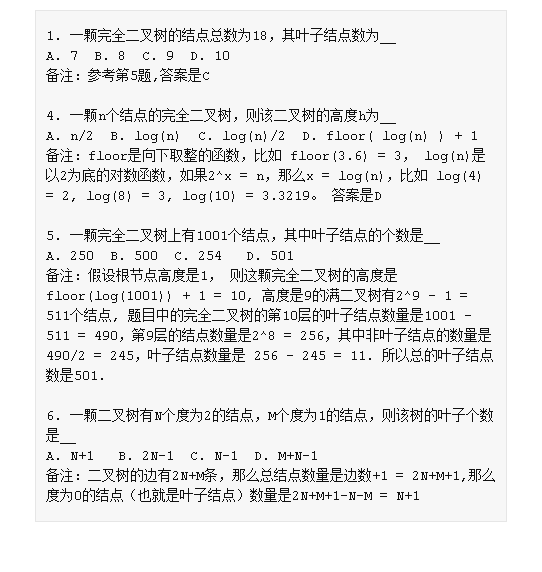 1. 一颗完全二叉树的结点总数为18，其叶子结点数为__
A. 7  B. 8  C. 9  D. 10
备注：参考第5题,答案是C
4. 一颗n个结点的完全二叉树，则该二叉树的高度h为__
A. n/2  B. log(n)  C. log(n)/2  D. floor( log(n) ) + 1
备注：floor是向下取整的函数，比如 floor(3.6) = 3， log(n)是
以2为底的对数函数，如果2^x = n，那么x = log(n)，比如 log(4)
= 2, log(8) = 3, log(10) = 3.3219。 答案是D
5. 一颗完全二叉树上有1001个结点，其中叶子结点的个数是__
A. 250  B. 500  C. 254   D. 501
备注：假设根节点高度是1， 则这颗完全二叉树的高度是
floor(log(1001)) + 1 = 10, 高度是9的满二叉树有2^9 - 1 =
511个结点, 题目中的完全二叉树的第10层的叶子结点数量是1001 -
511 = 490，第9层的结点数量是2^8 = 256，其中非叶子结点的数量是
490/2 = 245，叶子结点数量是 256 - 245 = 11. 所以总的叶子结点
数是501.
6. 一颗二叉树有N个度为2的结点，M个度为1的结点，则该树的叶子个数
是__
A. N+1   B. 2N-1  C. N-1  D. M+N-1
备注：二叉树的边有2N+M条，那么总结点数量是边数+1 = 2N+M+1,那么
度为0的结点（也就是叶子结点）数量是2N+M+1-N-M = N+1